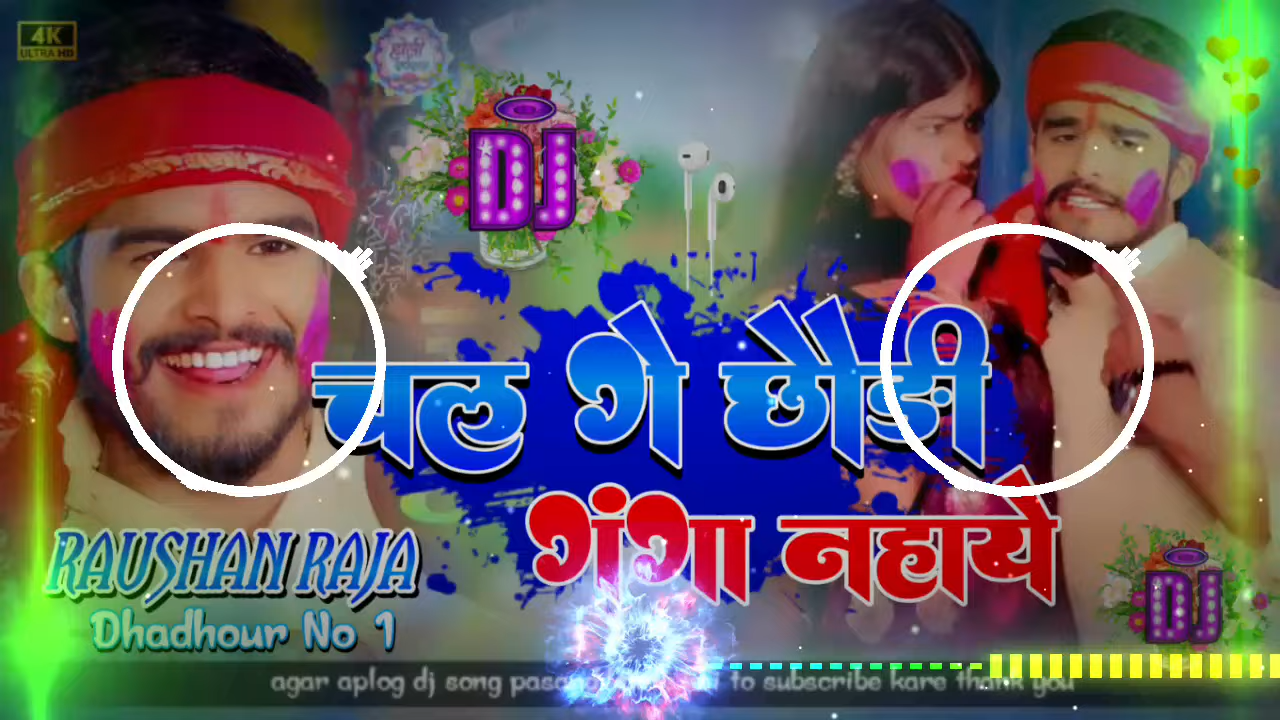 4K
ULTRA HD
होली
DJ
चल गे छौड़ी
गंगा नहाये
RAUSHAN RAJA
Dhadhour No 1
DJ
agar aplog dj song to subscribe kare thank you